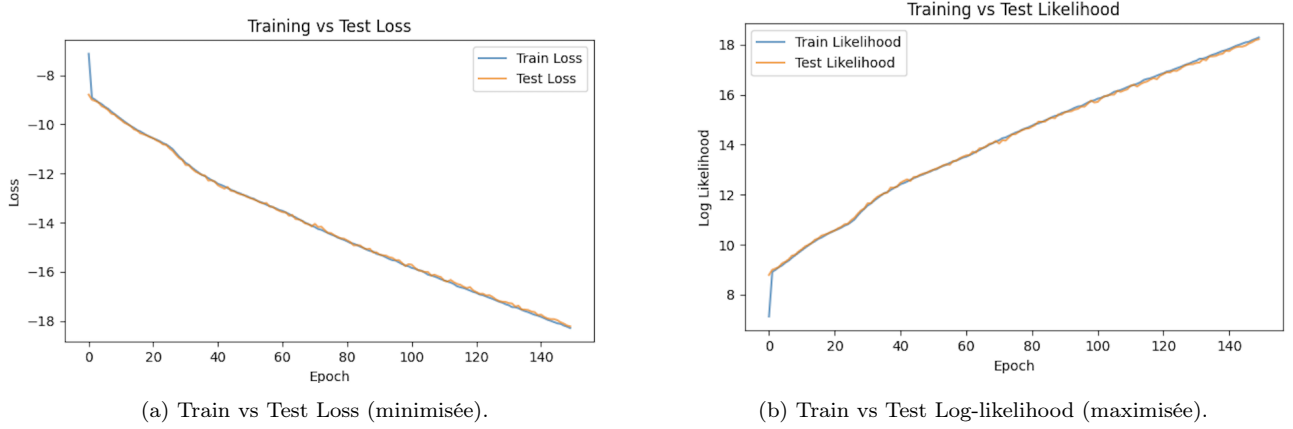 Training vs Test Loss
Train Loss
Test Loss
−8
−10
−12
−14
−16
−18
Loss
0 20 40 60 80 100 120 140
Epoch
(a) Train vs Test Loss (minimisée).
Training vs Test Likelihood
Train Likelihood
Test Likelihood
18
16
14
12
10
8
Log Likelihood
0 20 40 60 80 100 120 140
Epoch
(b) Train vs Test Log-likelihood (maximisée).